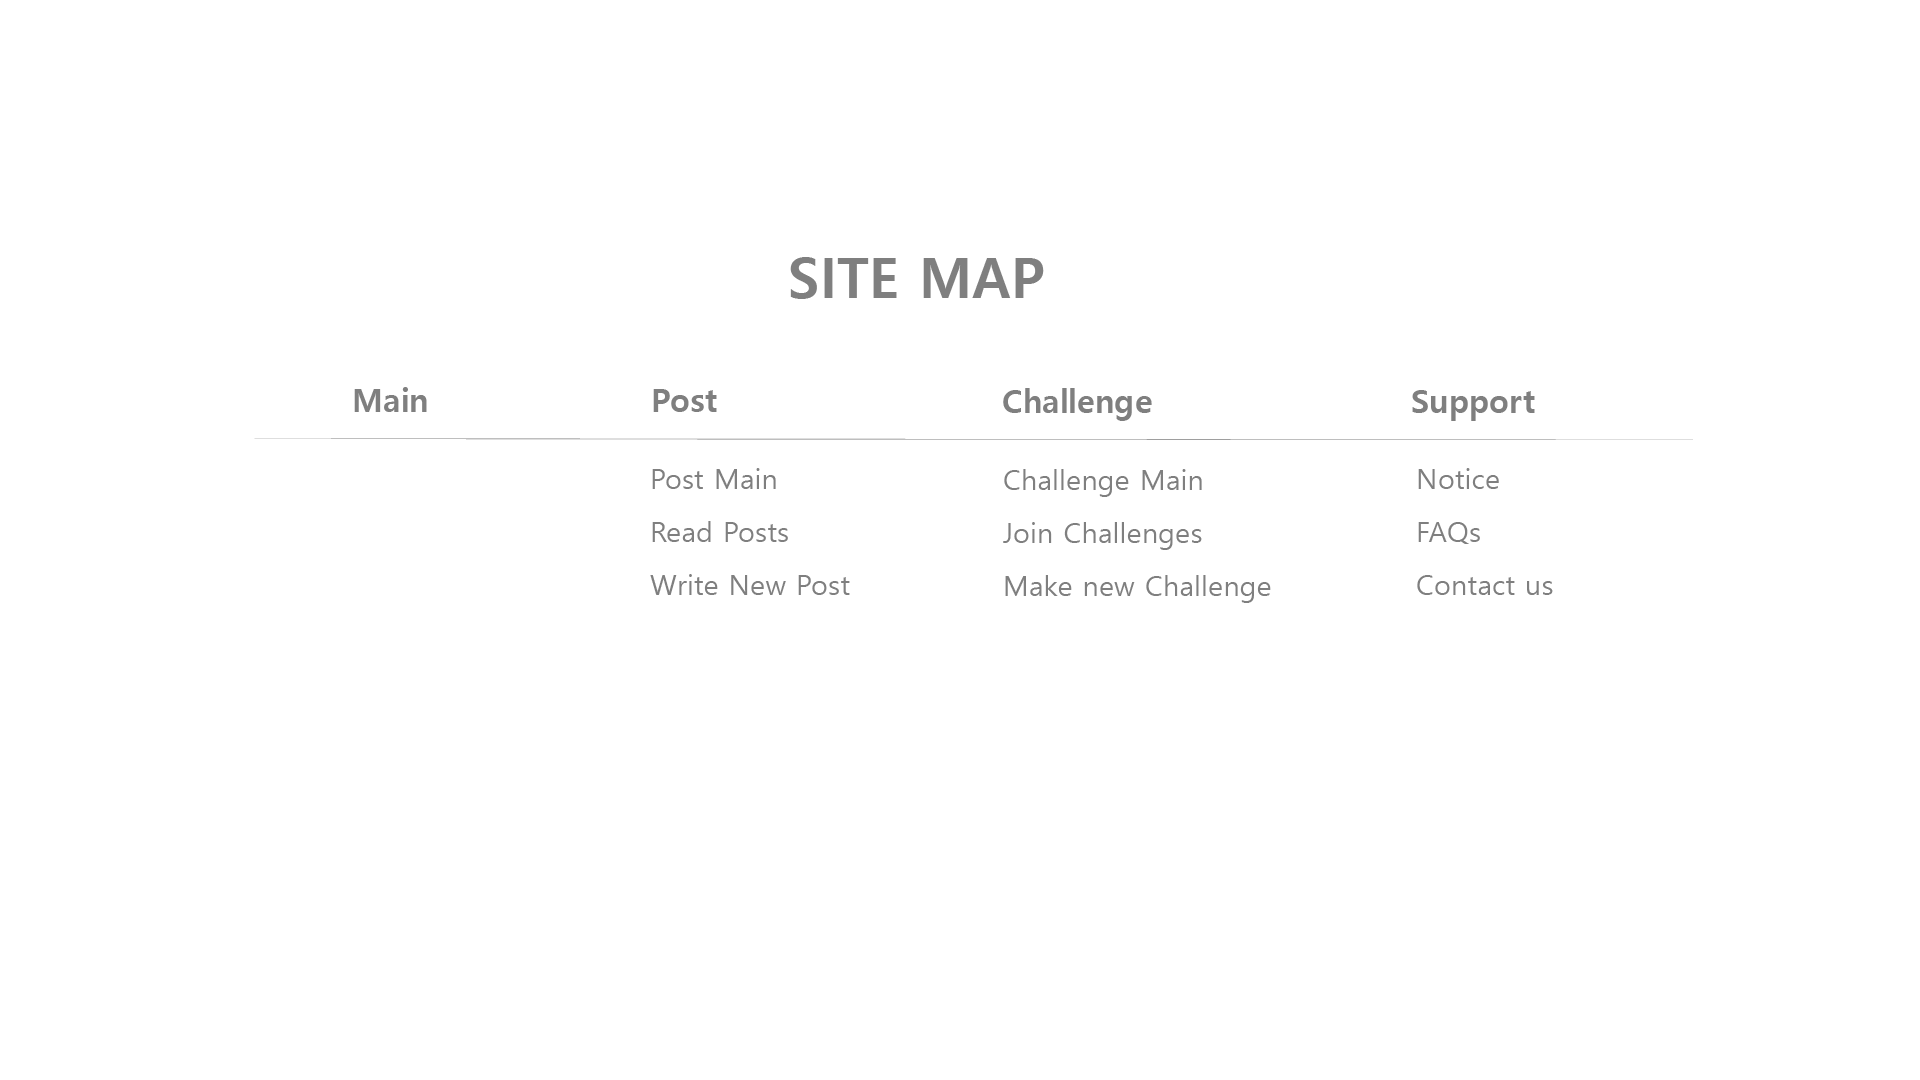 SITE MAP
Main Post Challenge Support
Post Main Challenge Main Notice
Read Posts Join Challenges FAQs
Write New Post Make new Challenge Contact us